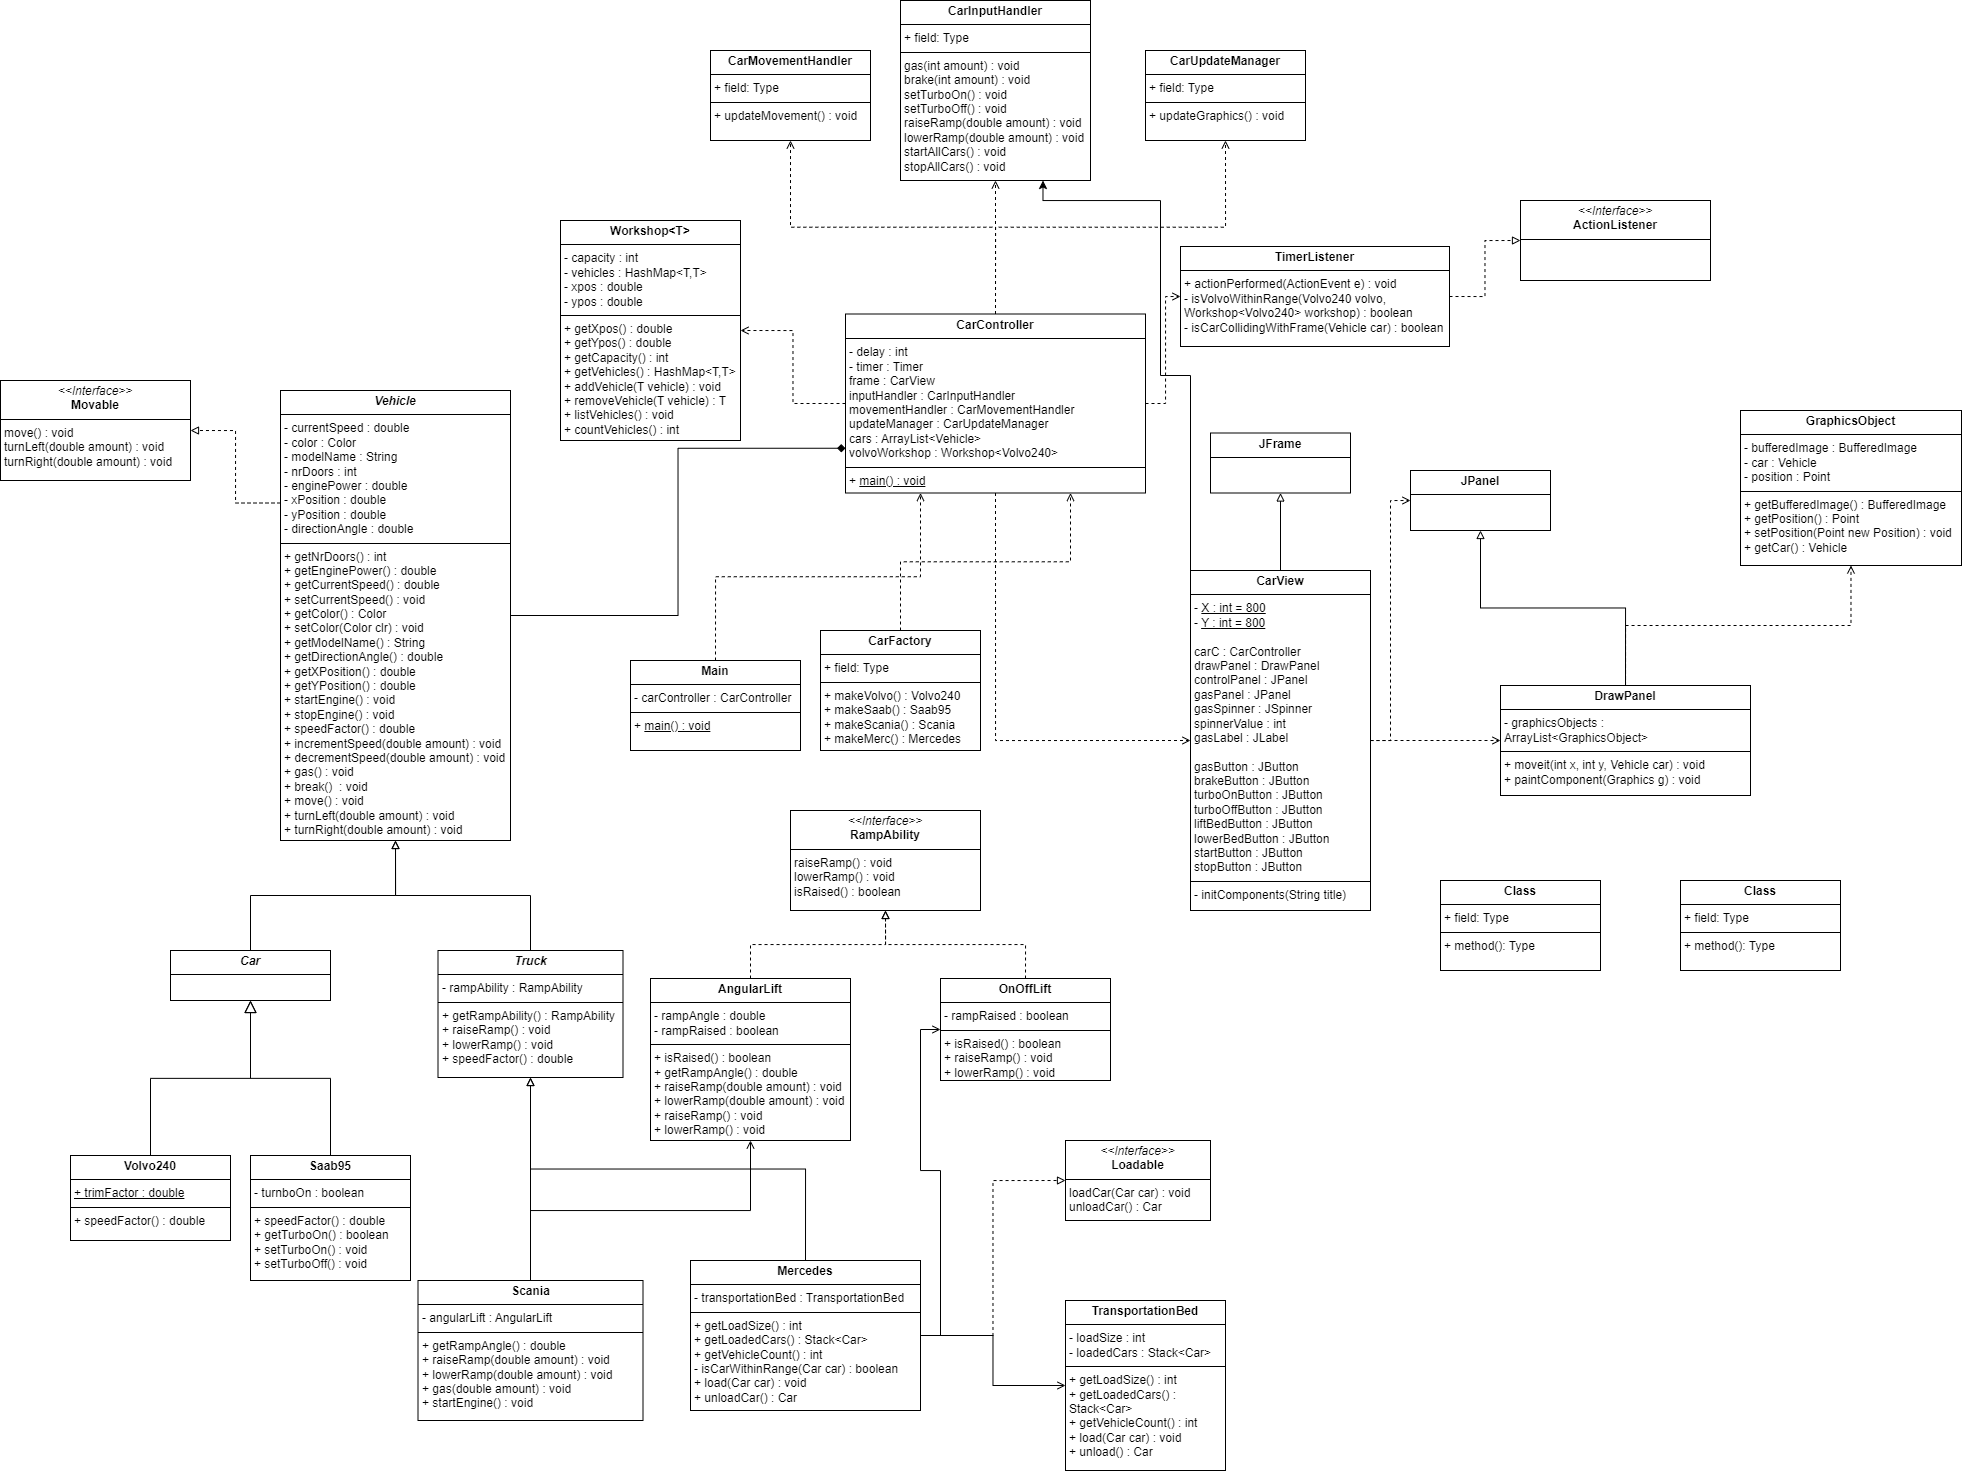 CarInputHandler
+ field: Type
gas(int amount) : void
brake(int amount) : void
setTurboOn() : void
setTurboOff() : void
raiseRamp(double amount) : void
lowerRamp(double amount) : void
startAllCars() : void
stopAllCars() : void
CarMovementHandler
+ field: Type
+ updateMovement() : void
CarUpdateManager
+ field: Type
+ updateGraphics() : void
<<Interface>>
ActionListener
Workshop<T>
- capacity : int
- vehicles : HashMap<T,T>
- xpos : double
- ypos : double
+ getXpos() : double
+ getYpos() : double
+ getCapacity() : int
+ getVehicles() : HashMap<T,T>
+ addVehicle(T vehicle) : void
+ removeVehicle(T vehicle) : T
+ listVehicles() : void
+ countVehicles() : int
TimerListener
+ actionPerformed(ActionEvent e) : void
- isVolvoWithinRange(Volvo240 volvo,
Workshop<Volvo240> workshop) : boolean
- isCarCollidingWithFrame(Vehicle car) : boolean
CarController
- delay : int
- timer : Timer
frame : CarView
inputHandler : CarInputHandler
movementHandler : CarMovementHandler
updateManager : CarUpdateManager
cars : ArrayList<Vehicle>
volvoWorkshop : Workshop<Volvo240>
+ main() : void
<<Interface>>
Movable
move() : void
turnLeft(double amount) : void
turnRight(double amount) : void
Vehicle
- currentSpeed : double
- color : Color
- modelName : String
- nrDoors : int
- enginePower : double
- xPosition : double
- yPosition : double
- directionAngle : double
+ getNrDoors() : int
+ getEnginePower() : double
+ getCurrentSpeed() : double
+ setCurrentSpeed() : void
+ getColor() : Color
+ setColor(Color clr) : void
+ getModelName() : String
+ getDirectionAngle() : double
+ getXPosition() : double
+ getYPosition() : double
+ startEngine() : void
+ stopEngine() : void
+ speedFactor() : double
+ incrementSpeed(double amount) : void
+ decrementSpeed(double amount) : void
+ gas() : void
+ break()  : void
+ move() : void
+ turnLeft(double amount) : void
+ turnRight(double amount) : void
JFrame
JPanel
GraphicsObject
- bufferedImage : BufferedImage
- car : Vehicle
- position : Point
+ getBufferedImage() : BufferedImage
+ getPosition() : Point
+ setPosition(Point new Position) : void
+ getCar() : Vehicle
CarView
- X : int = 800
- Y : int = 800
carC : CarController
drawPanel : DrawPanel
controlPanel : JPanel
gasPanel : JPanel
gasSpinner : JSpinner
spinnerValue : int
gasLabel : JLabel
gasButton : JButton
brakeButton : JButton
turboOnButton : JButton
turboOffButton : JButton
liftBedButton : JButton
lowerBedButton : JButton
startButton : JButton
stopButton : JButton
- initComponents(String title)
Main
- carController : CarController
+ main() : void
CarFactory
+ field: Type
+ makeVolvo() : Volvo240
+ makeSaab() : Saab95
+ makeScania() : Scania
+ makeMerc() : Mercedes
DrawPanel
- graphicsObjects :
ArrayList<GraphicsObject>
+ moveit(int x, int y, Vehicle car) : void
+ paintComponent(Graphics g) : void
<<Interface>>
RampAbility
raiseRamp() : void
lowerRamp() : void
isRaised() : boolean
Class
+ field: Type
+ method(): Type
Class
+ field: Type
+ method(): Type
Car
Truck
- rampAbility : RampAbility
+ getRampAbility() : RampAbility
+ raiseRamp() : void
+ lowerRamp() : void
+ speedFactor() : double
AngularLift
- rampAngle : double
- rampRaised : boolean
+ isRaised() : boolean
+ getRampAngle() : double
+ raiseRamp(double amount) : void
+ lowerRamp(double amount) : void
+ raiseRamp() : void
+ lowerRamp() : void
OnOffLift
- rampRaised : boolean
+ isRaised() : boolean
+ raiseRamp() : void
+ lowerRamp() : void
<<Interface>>
Loadable
loadCar(Car car) : void
unloadCar() : Car
Volvo240
+ trimFactor : double
+ speedFactor() : double
Saab95
- turnboOn : boolean
+ speedFactor() : double
+ getTurboOn() : boolean
+ setTurboOn() : void
+ setTurboOff() : void
Scania
- angularLift : AngularLift
+ getRampAngle() : double
+ raiseRamp(double amount) : void
+ lowerRamp(double amount) : void
+ gas(double amount) : void
+ startEngine() : void
Mercedes
- transportationBed : TransportationBed
+ getLoadSize() : int
+ getLoadedCars() : Stack<Car>
+ getVehicleCount() : int
- isCarWithinRange(Car car) : boolean
+ load(Car car) : void
+ unloadCar() : Car
TransportationBed
- loadSize : int
- loadedCars : Stack<Car>
+ getLoadSize() : int
+ getLoadedCars() :
Stack<Car>
+ getVehicleCount() : int
+ load(Car car) : void
+ unload() : Car